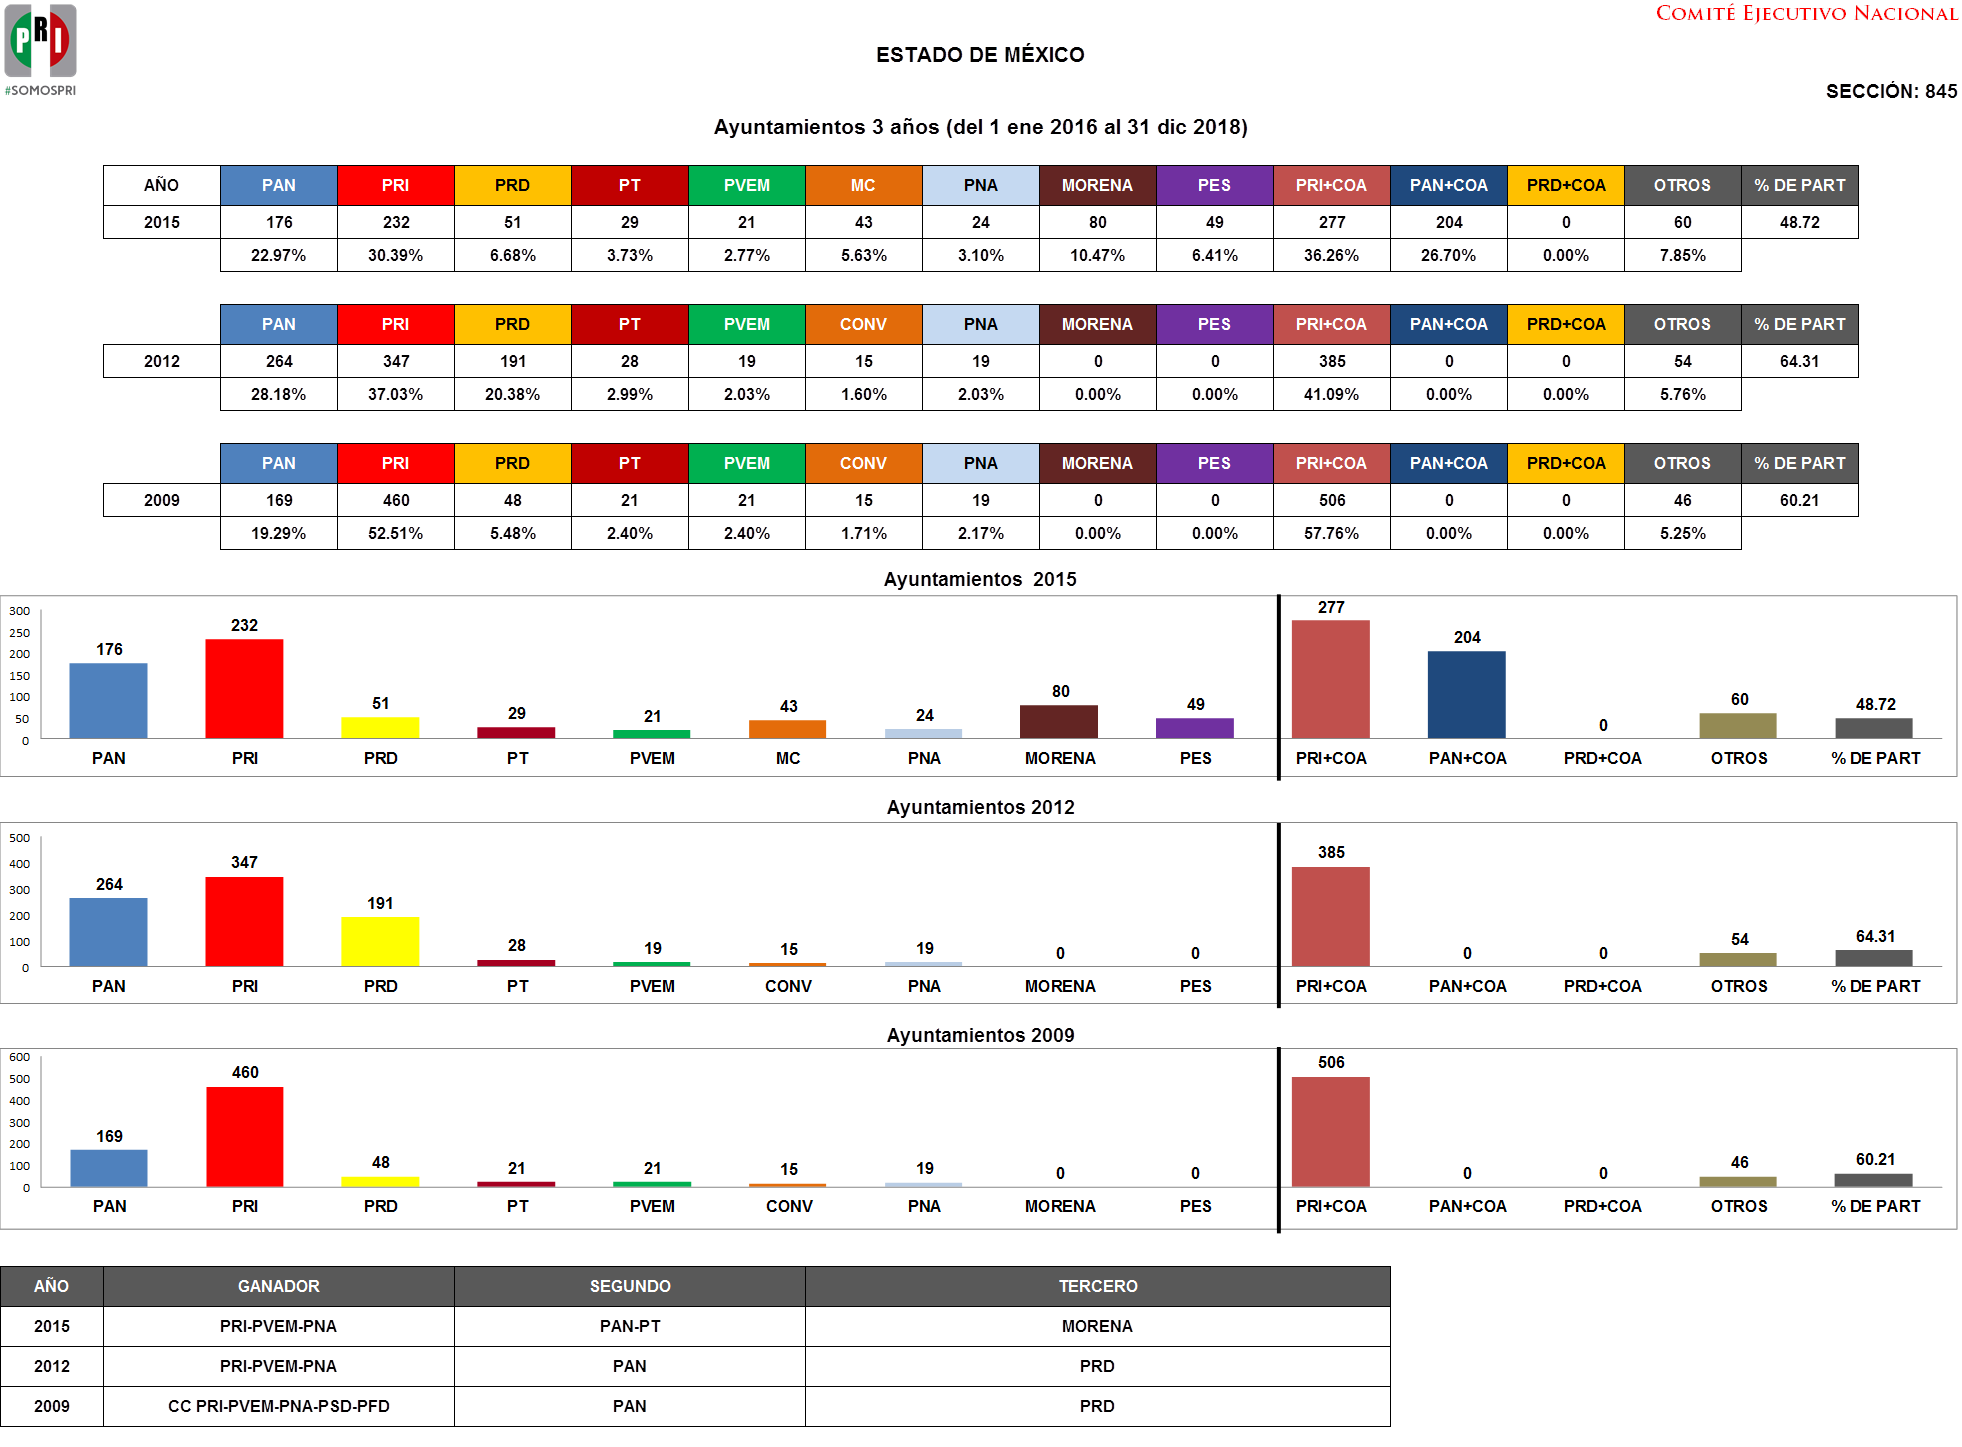 PRI
#SOMOSPRI
COMITÉ EJECUTIVO NACIONAL
ESTADO DE MÉXICO
SECCIÓN: 845
Ayuntamientos 3 años (del 1 ene 2016 al 31 dic 2018)
AÑO PAN PRI PRD PT PVEM MC PNA MORENA PES PRI+COA PAN+COA PRD+COA OTROS % DE PART
2015 176 232 51 29 21 43 24 80 49 277 204 0 60 48.72
22.97% 30.39% 6.68% 3.73% 2.77% 5.63% 3.10% 10.47% 6.41% 36.26% 26.70% 0.00% 7.85%
PAN PRI PRD PT PVEM CONV PNA MORENA PES PRI+COA PAN+COA PRD+COA OTROS % DE PART
2012 264 347 191 28 19 15 19 0 0 385 0 0 54 64.31
28.18% 37.03% 20.38% 2.99% 2.03% 1.60% 2.03% 0.00% 0.00% 41.09% 0.00% 0.00% 5.76%
PAN PRI PRD PT PVEM CONV PNA MORENA PES PRI+COA PAN+COA PRD+COA OTROS % DE PART
2009 169 460 48 21 21 15 19 0 0 506 0 0 46 60.21
19.29% 52.51% 5.48% 2.40% 2.40% 1.71% 2.17% 0.00% 0.00% 57.76% 0.00% 0.00% 5.25%
Ayuntamientos 2015
300
250
200
150
100
50
0
176 232 51 29 21 43 24 80 49 277 204 0 60 48.72
PAN PRI PRD PT PVEM MC PNA MORENA PES PRI+COA PAN+COA PRD+COA OTROS % DE PART
Ayuntamientos 2012
500
400
300
200
100
0
264 347 191 28 19 15 19 0 0 385 0 0 54 64.31
PAN PRI PRD PT PVEM CONV PNA MORENA PES PRI+COA PAN+COA PRD+COA OTROS % DE PART
Ayuntamientos 2009
600
500
400
300
200
100
0
169 460 48 21 21 15 19 0 0 506 0 0 46 60.21
PAN PRI PRD PT PVEM CONV PNA MORENA PES PRI+COA PAN+COA PRD+COA OTROS % DE PART
AÑO GANADOR SEGUNDO TERCERO
2015 PRI-PVEM-PNA PAN-PT MORENA
2012 PRI-PVEM-PNA PAN PRD
2009 CC PRI-PVEM-PNA-PSD-PFD PAN PRD